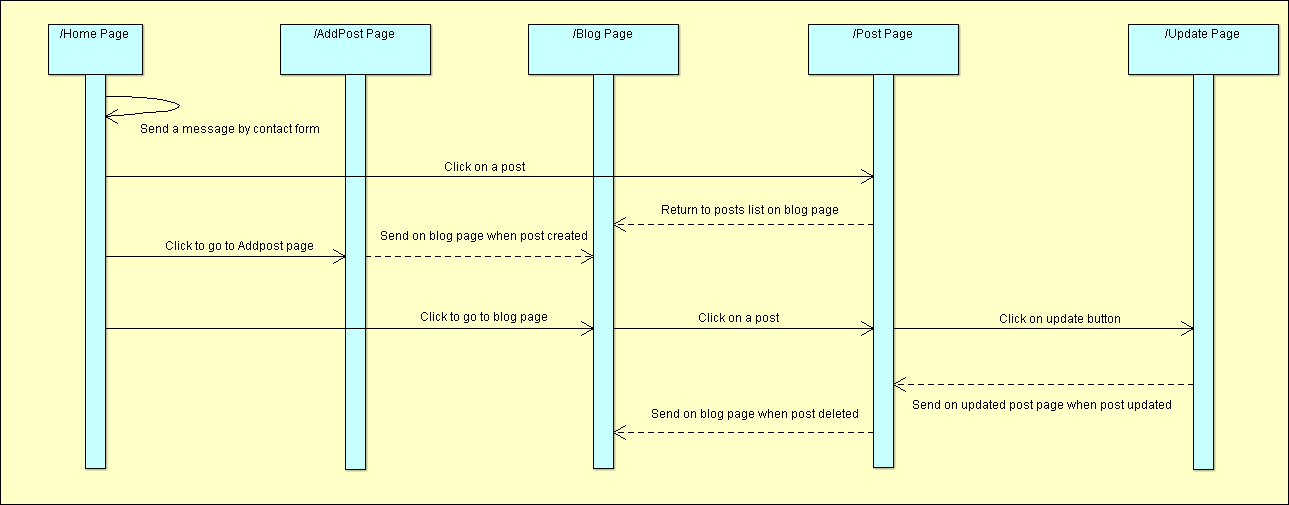 /Home Page
/AddPost Page
/Blog Page
/Post Page
/Update Page
Send a message by contact form
Click on a post
Return to posts list on blog page
Send on blog page when post created
Click to go to Addpost page
Click to go to blog page
Click on a post
Click on update button
Send on updated post page when post updated
Send on blog page when post deleted